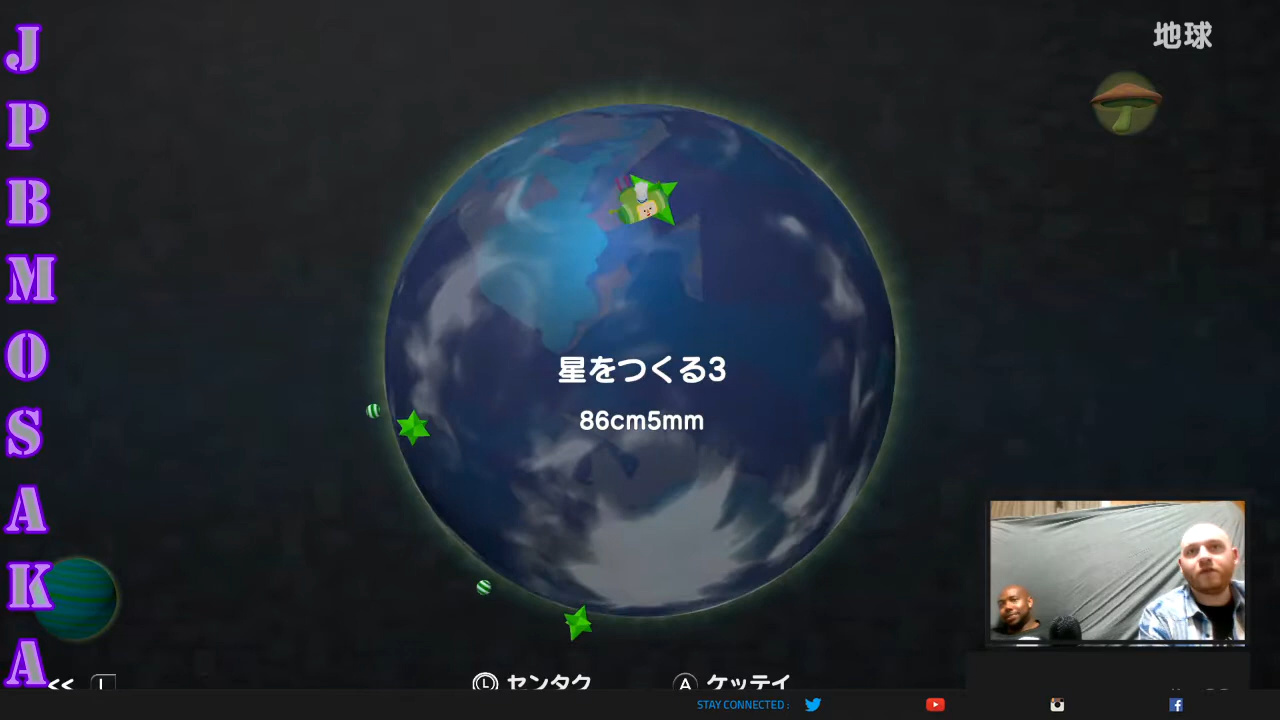 JPBMOSAKA
地球
星をつくる3
86cm5mm
<< L
L センタク
A ケッテイ
STAY CONNECTED :